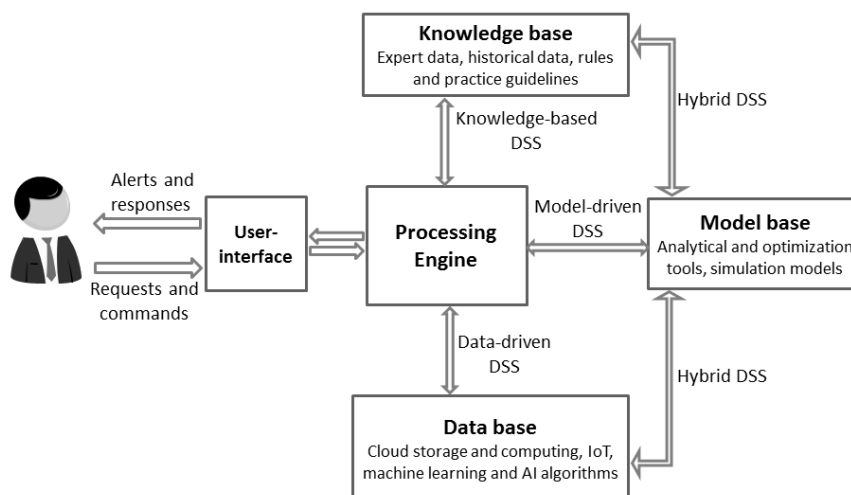 Knowledge base
Expert data, historical data, rules
and practice guidelines
Hybrid DSS
Knowledge-based
DSS
Alerts and
responses
User-
interface
Requests and
commands
Processing
Engine
Model-driven
DSS
Model base
Analytical and optimization
tools, simulation models
Data-driven
DSS
Hybrid DSS
Data base
Cloud storage and computing, IoT,
machine learning and AI algorithms